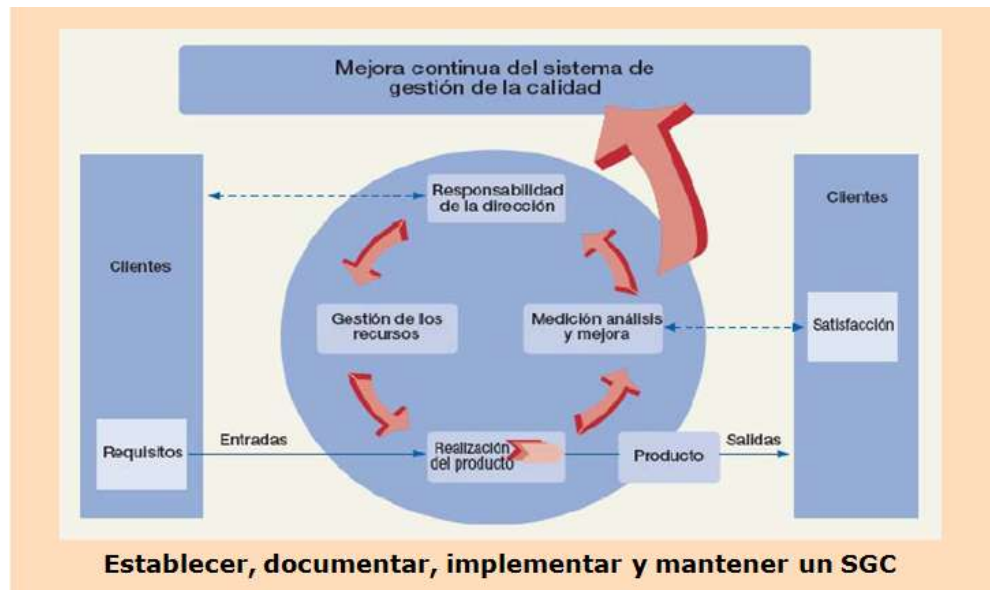 Mejora continua del sistema de
gestión de la calidad
Responsabilidad
de la dirección
Clientes
Clientes
Gestión de los
recursos
Medición análisis
y mejora
Satisfacción
Requisitos
Entradas
Realización
del producto
Producto
Salidas
Establecer, documentar, implementar y mantener un SGC